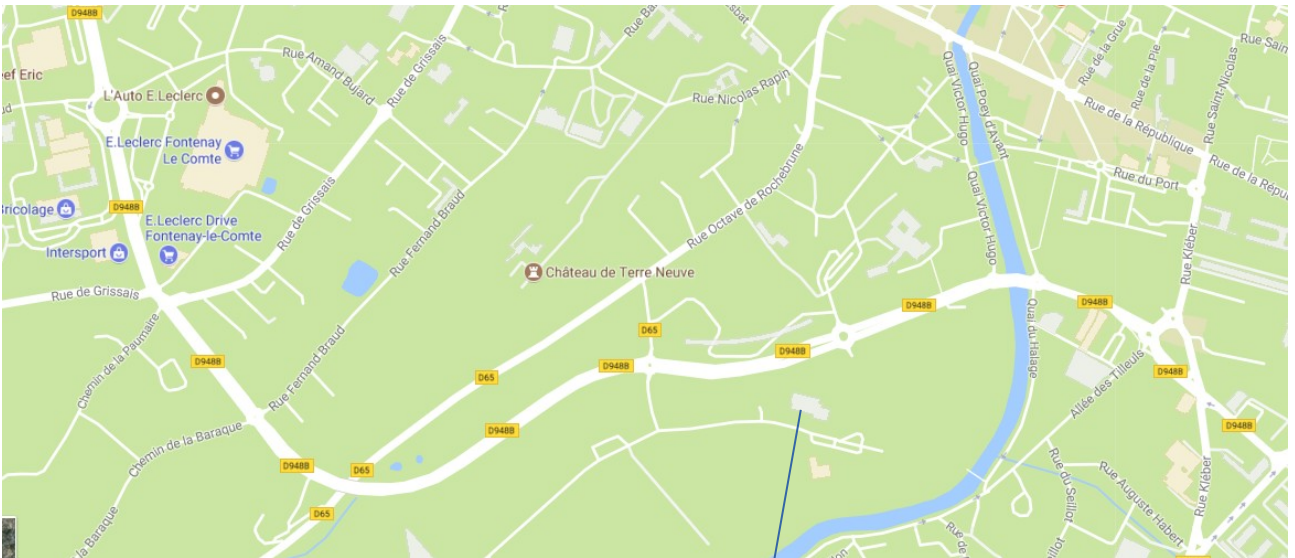 D948B
Rue de la Grue
Rue de la Pie
Rue Saint-Nicolas
Rue Amand Bujard
Rue de Grissais
eef Eric
L'Auto E.Leclerc
Rue Nicolas Rapin
Quai Victor Hugo
Quai Poey d'Avant
Rue de la République
E.Leclerc Fontenay
Le Comte
Rue du Port
Bricolage
D948B
E.Leclerc Drive
Fontenay-le-Comte
Rue de Grissais
Rue Fernand Braud
Rue Octave de Rochebrune
Quai Victor Hugo
Rue Kléber
Intersport
Château de Terre Neuve
Rue de Grissais
D948B
D948B
Chemin de la Paumaire
D65
Quai du Halage
D948B
D948B
D948B
D65
Rue Fernand Braud
Allée des Tilleuls
D948B
Chemin de la Baraque
D948B
D948B
D948B
D65
D65
Rue du Seillot
Rue Auguste Habert
Rue Kléber